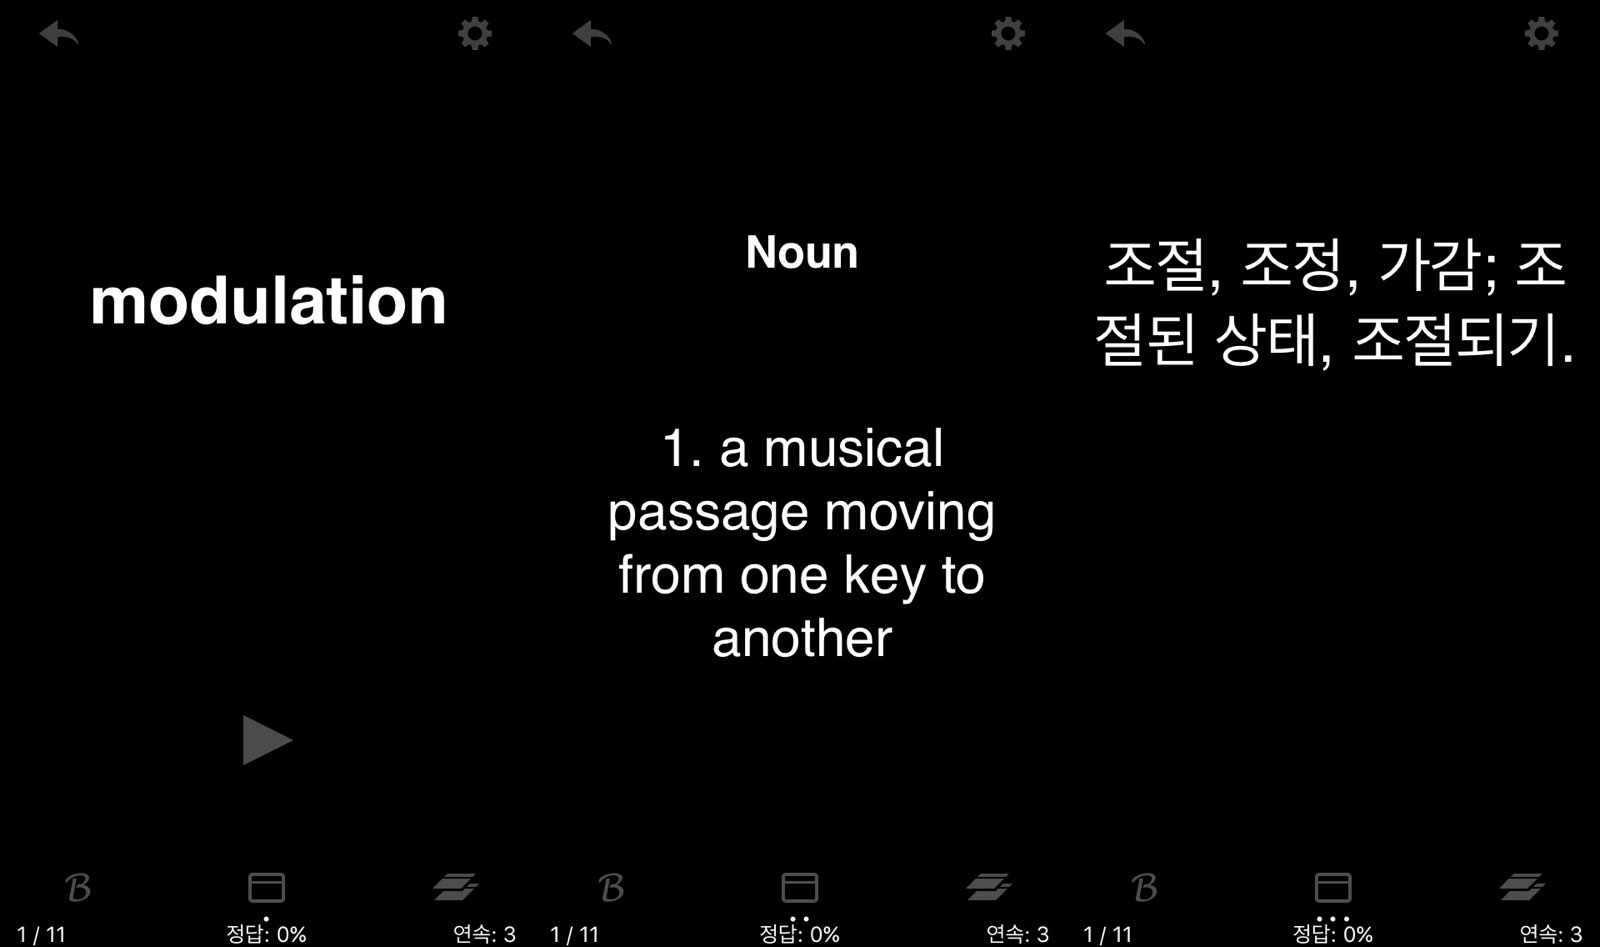 modulation
ℬ
1 / 11
정답: 0%
연속: 3
Noun
1. a musical
passage moving
from one key to
another
ℬ
1 / 11
정답: 0%
연속: 3
조절, 조정, 가감; 조
절된 상태, 조절되기.
ℬ
1 / 11
정답: 0%
연속: 3